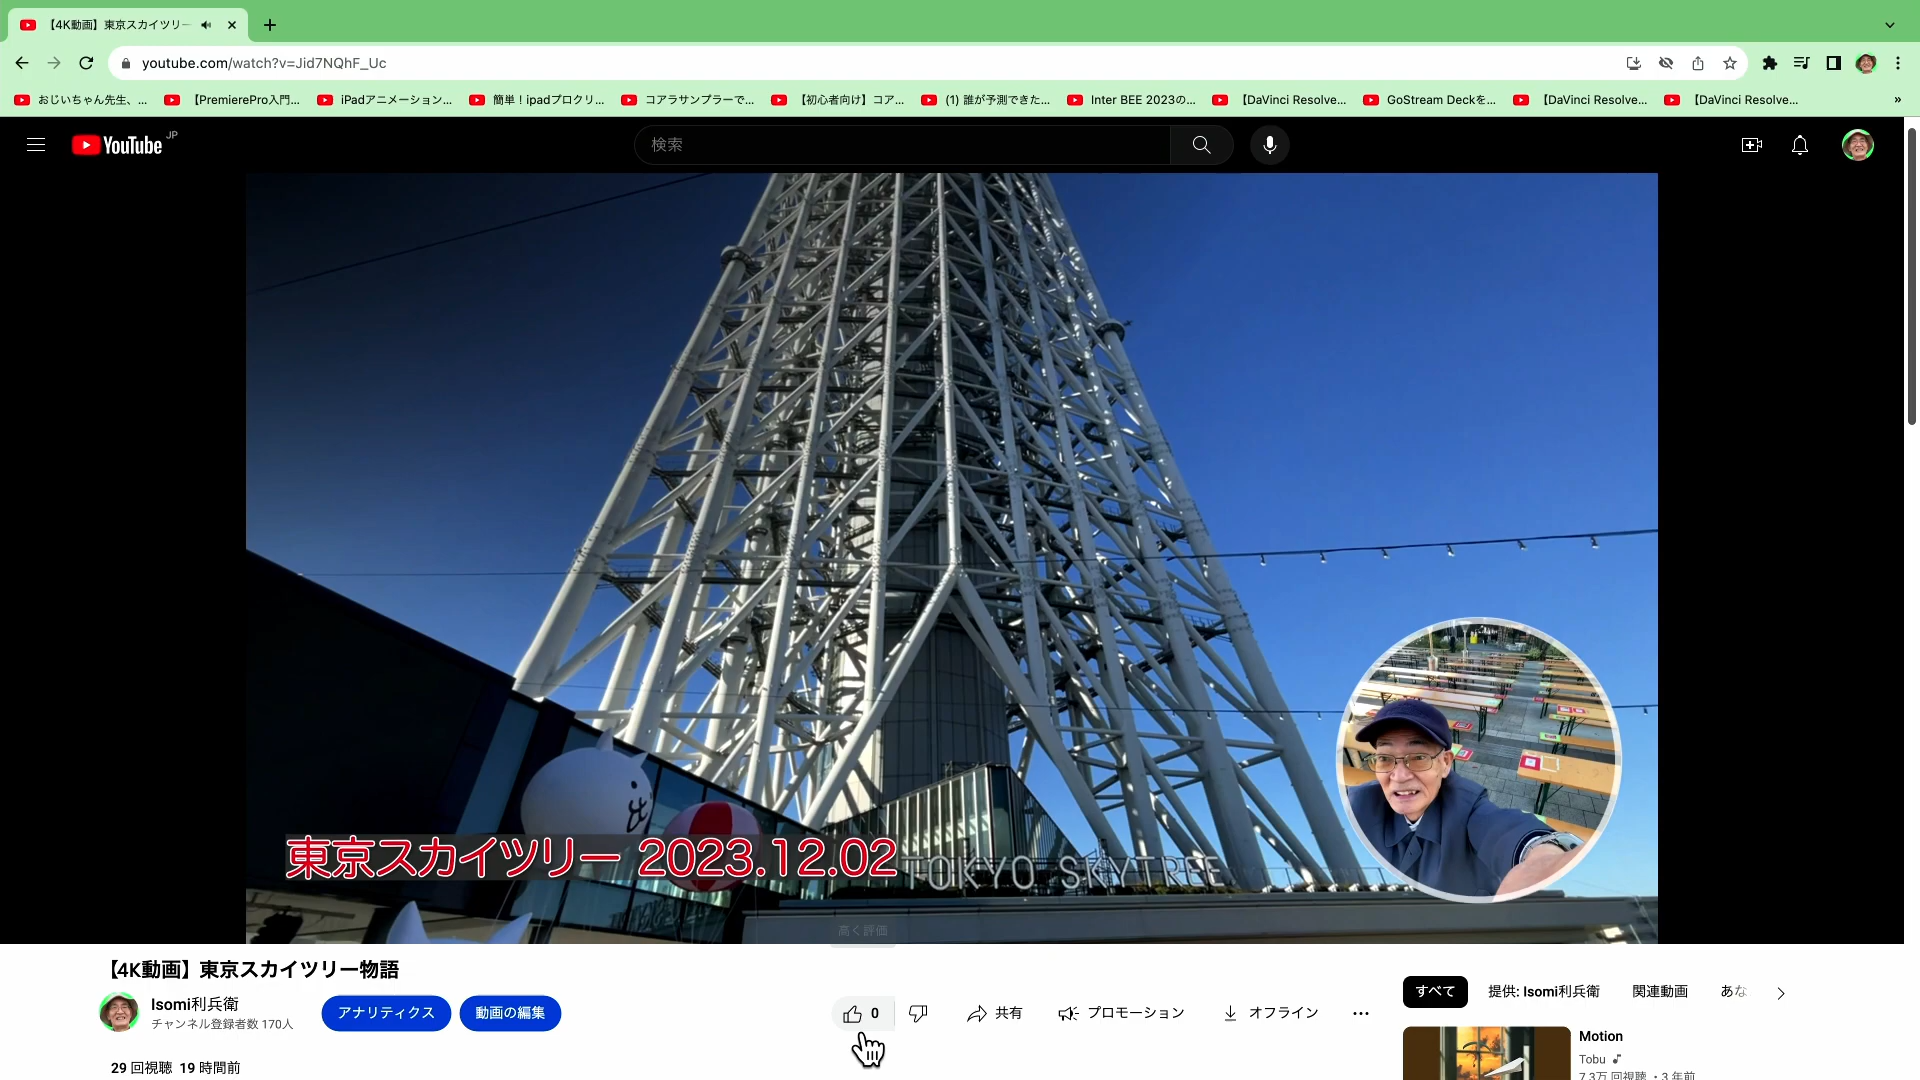 【4K動画】東京スカイツリー
youtube.com/watch?v=Jid7NQhF_Uc
おじいちゃん先生、...
【PremierePro入門...
iPadアニメーション...
簡単！ipadプロクリ...
コアラサンプラーで...
【初心者向け】コア...
(1) 誰が予測できた...
Inter BEE 2023の...
【DaVinci Resolve...
GoStream Deckを...
【DaVinci Resolve...
【DaVinci Resolve...
YouTube JP
検索
東京スカイツリー 2023.12.02
TOKYO SKYTREE
高く評価
【4K動画】東京スカイツリー物語
Isomi利兵衛
チャンネル登録者数 170人
アナリティクス
動画の編集
0
共有
プロモーション
オフライン
29 回視聴 19 時間前
すべて
提供: Isomi利兵衛
関連動画
あな
Motion
Tobu
7.3万 回視聴・3 年前